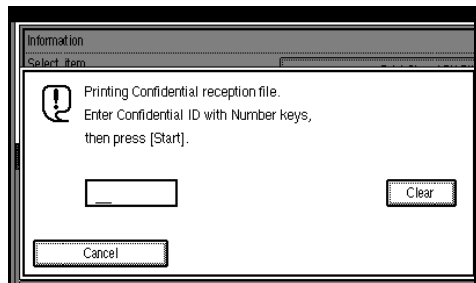 Information
Select item
Printing Confidential reception file.
Enter Confidential ID with Number keys,
then press [Start].
Clear
Cancel